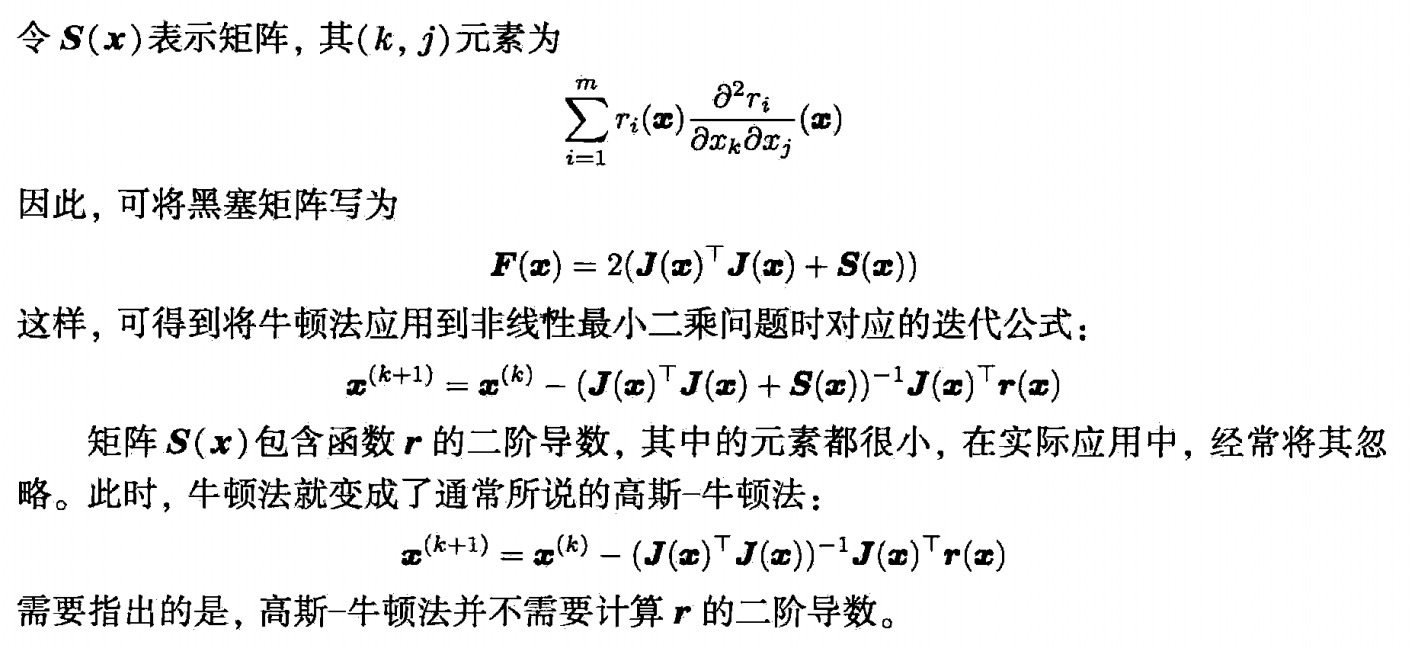 令 S(x)表示矩阵，其(k, j)元素为
$$\sum_{i=1}^{m} r_i(\boldsymbol{x}) \frac{\partial^2 r_i}{\partial x_k \partial x_j}(\boldsymbol{x})$$
因此，可将黑塞矩阵写为
$$\boldsymbol{F}(\boldsymbol{x}) = 2(\boldsymbol{J}(\boldsymbol{x})^\top \boldsymbol{J}(\boldsymbol{x}) + \boldsymbol{S}(\boldsymbol{x}))$$
这样，可得到将牛顿法应用到非线性最小二乘问题时对应的迭代公式：
$$\boldsymbol{x}^{(k+1)} = \boldsymbol{x}^{(k)} - (\boldsymbol{J}(\boldsymbol{x})^\top \boldsymbol{J}(\boldsymbol{x}) + \boldsymbol{S}(\boldsymbol{x}))^{-1} \boldsymbol{J}(\boldsymbol{x})^\top \boldsymbol{r}(\boldsymbol{x})$$
矩阵 S(x)包含函数 r 的二阶导数，其中的元素都很小，在实际应用中，经常将其忽
略。此时，牛顿法就变成了通常所说的高斯–牛顿法：
$$\boldsymbol{x}^{(k+1)} = \boldsymbol{x}^{(k)} - (\boldsymbol{J}(\boldsymbol{x})^\top \boldsymbol{J}(\boldsymbol{x}))^{-1} \boldsymbol{J}(\boldsymbol{x})^\top \boldsymbol{r}(\boldsymbol{x})$$
需要指出的是，高斯–牛顿法并不需要计算 r 的二阶导数。